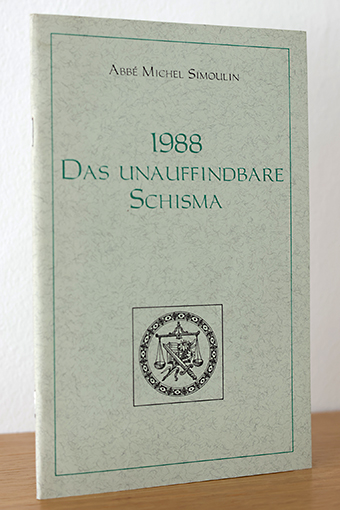 Abbé Michel Simoulin
1988
Das unauffindbare
Schisma